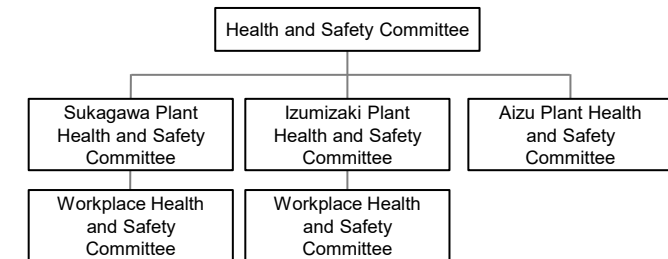 Health and Safety Committee
Sukagawa Plant
Health and Safety
Committee
Izumizaki Plant
Health and Safety
Committee
Aizu Plant Health
and Safety
Committee
Workplace Health
and Safety
Committee
Workplace Health
and Safety
Committee